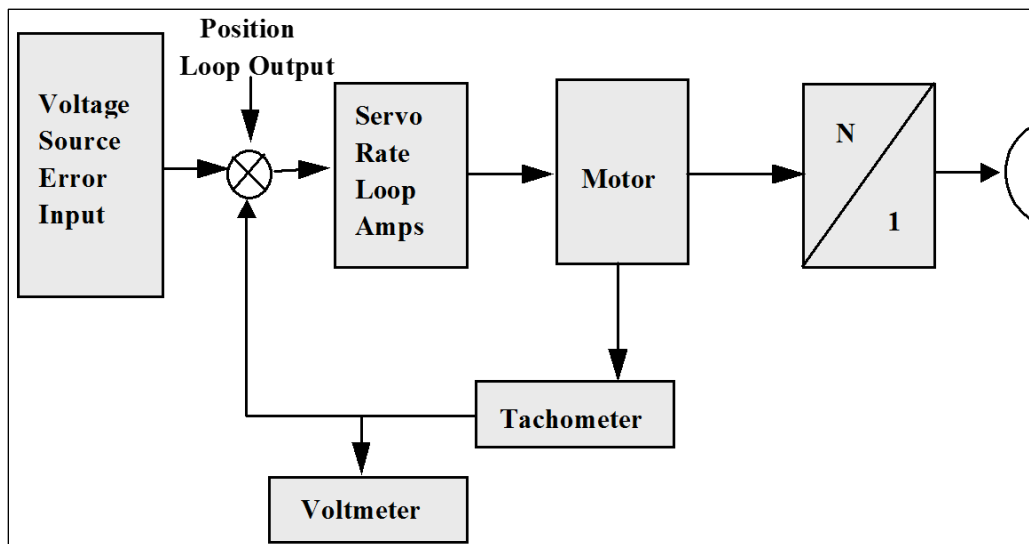 Position
Loop Output
Voltage
Source
Error
Input
Servo
Rate
Loop
Amps
Motor
N
1
Tachometer
Voltmeter